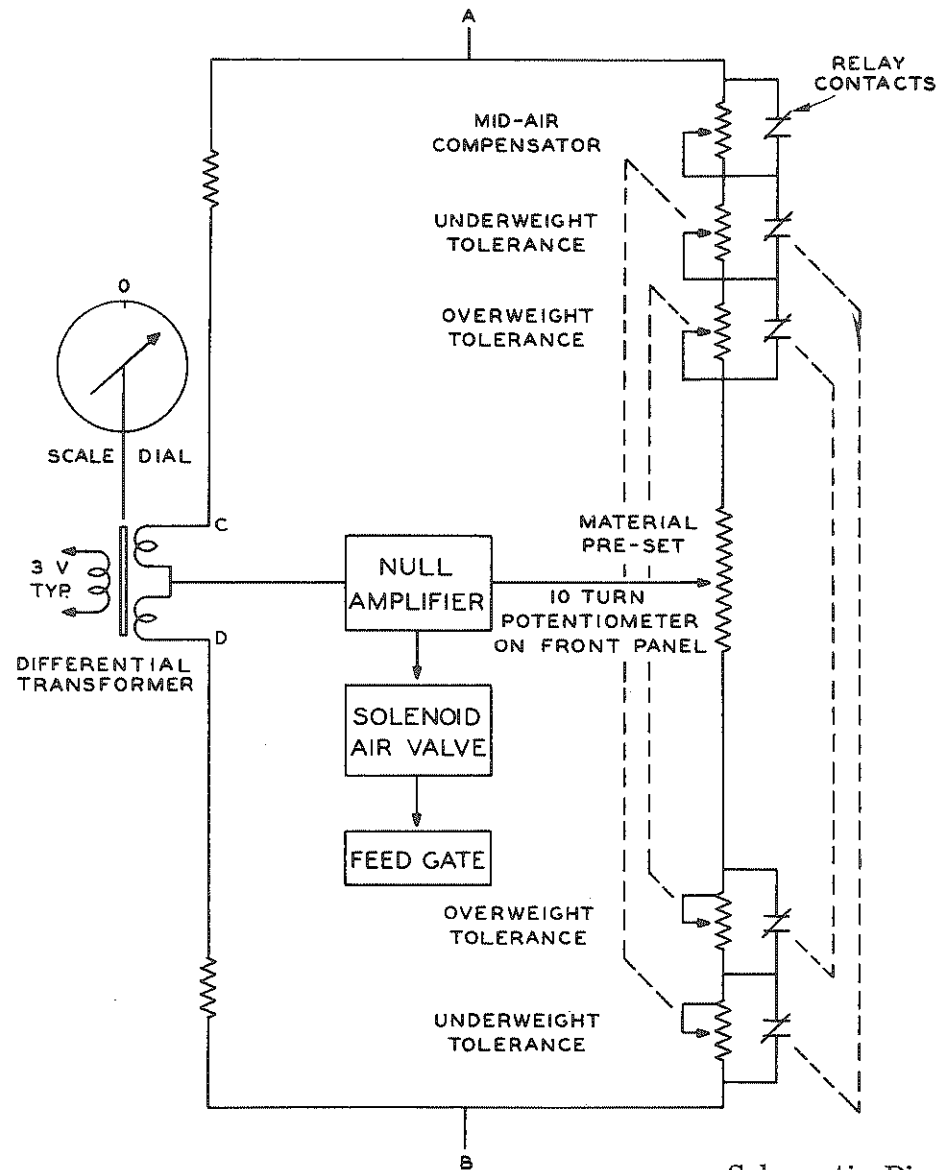 A
RELAY
CONTACTS
MID-AIR
COMPENSATOR
UNDERWEIGHT
TOLERANCE
OVERWEIGHT
TOLERANCE
O
SCALE DIAL
C
3 V
TYP.
D
DIFFERENTIAL
TRANSFORMER
NULL
AMPLIFIER
MATERIAL
PRE-SET
10 TURN
POTENTIOMETER
ON FRONT PANEL
SOLENOID
AIR VALVE
FEED GATE
OVERWEIGHT
TOLERANCE
UNDERWEIGHT
TOLERANCE
B